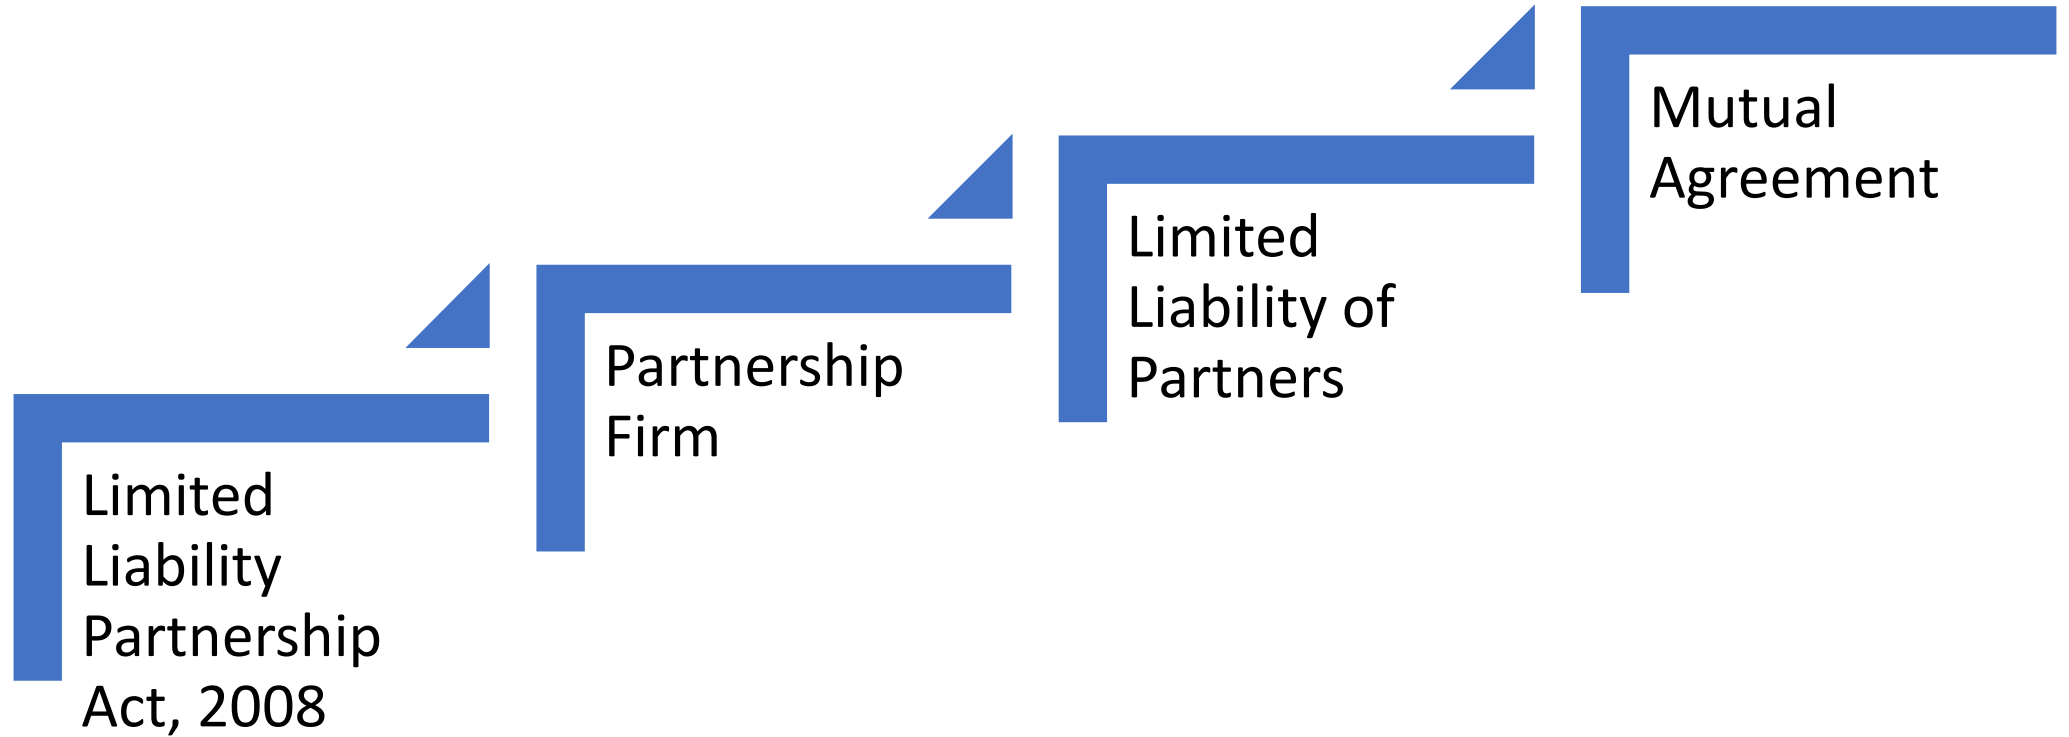 Limited
Liability
Partnership
Act, 2008
Partnership
Firm
Limited
Liability of
Partners
Mutual
Agreement